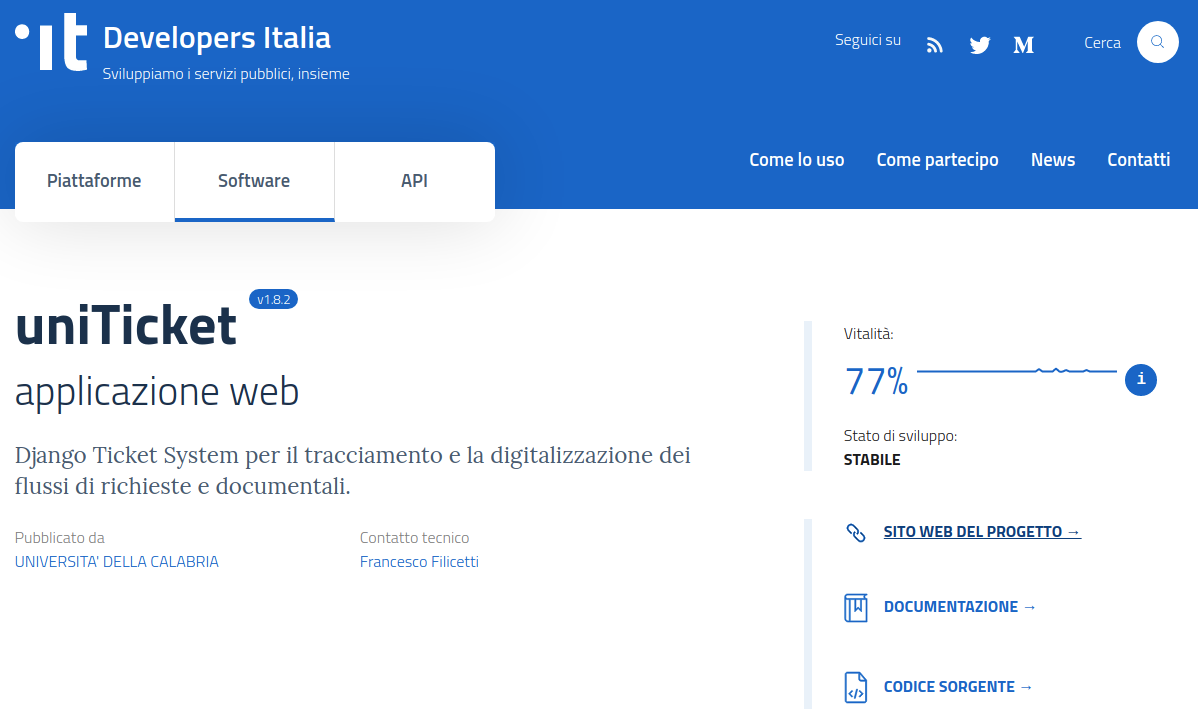 it
Developers Italia
Sviluppiamo i servizi pubblici, insieme
Seguici su
M
Cerca
Piattaforme
Software
API
Come lo uso
Come partecipo
News
Contatti
uniTicket
v1.8.2
applicazione web
Django Ticket System per il tracciamento e la digitalizzazione dei
flussi di richieste e documentali.
Pubblicato da
UNIVERSITA' DELLA CALABRIA
Contatto tecnico
Francesco Filicetti
Vitalità:
77%
i
Stato di sviluppo:
STABILE
SITO WEB DEL PROGETTO →
DOCUMENTAZIONE →
CODICE SORGENTE →